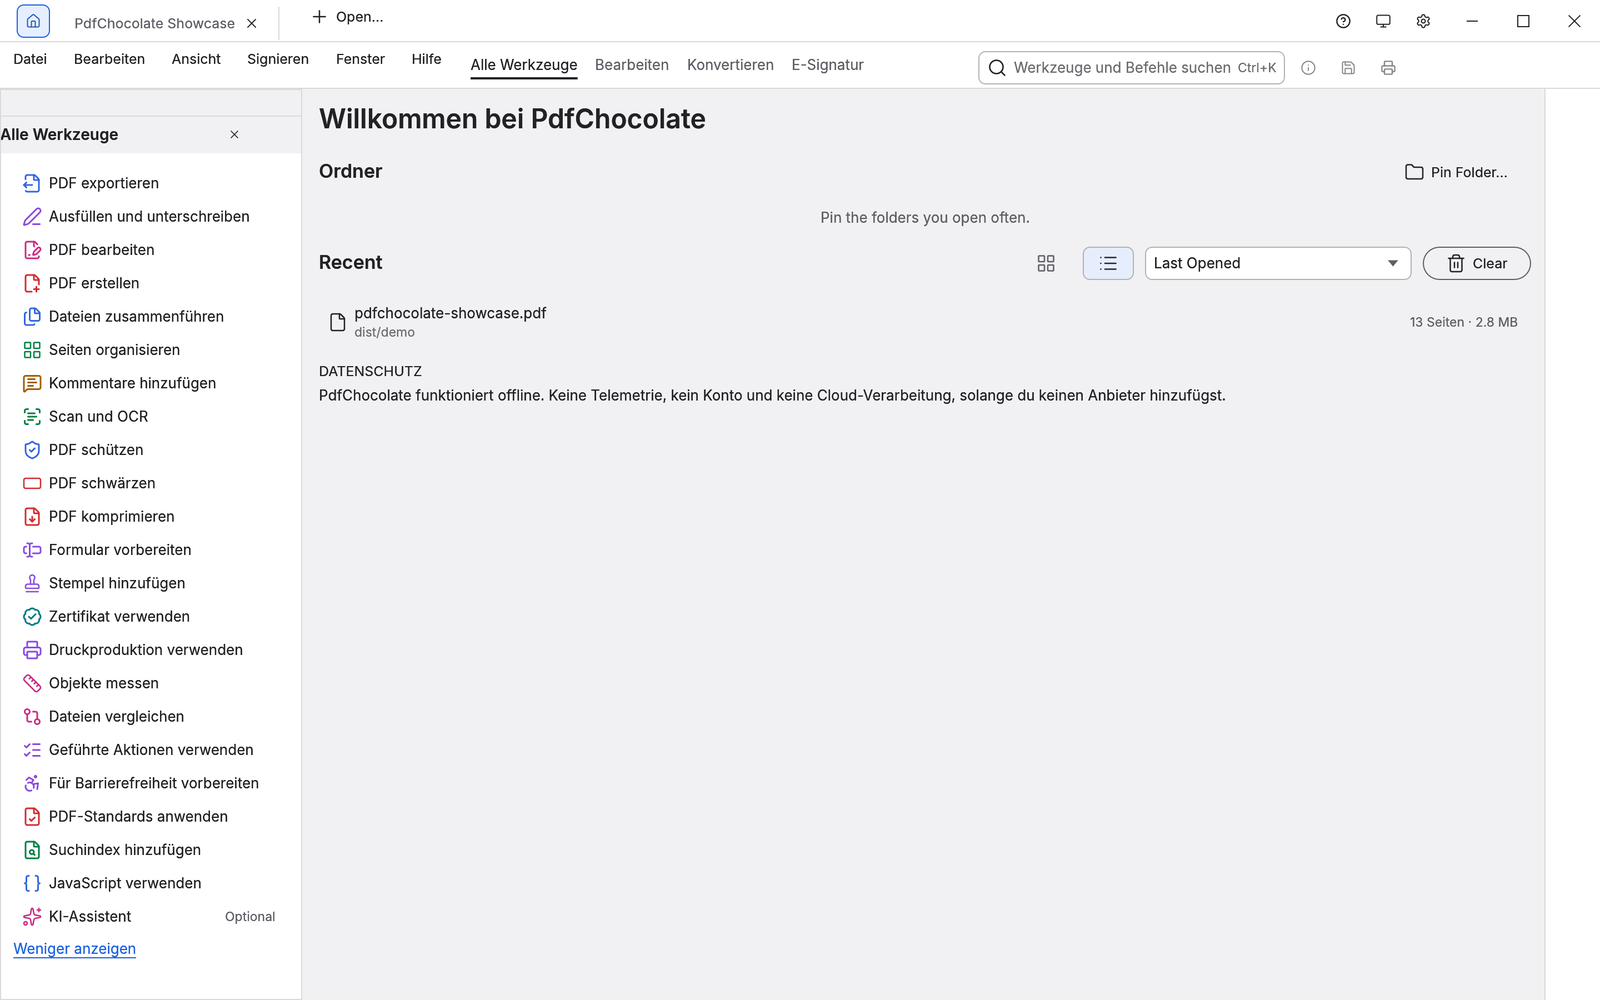 PdfChocolate Showcase
Open...
Datei
Bearbeiten
Ansicht
Signieren
Fenster
Hilfe
Alle Werkzeuge
Bearbeiten
Konvertieren
E-Signatur
Werkzeuge und Befehle suchen Ctrl+K
Alle Werkzeuge
PDF exportieren
Ausfüllen und unterschreiben
PDF bearbeiten
PDF erstellen
Dateien zusammenführen
Seiten organisieren
Kommentare hinzufügen
Scan und OCR
PDF schützen
PDF schwärzen
PDF komprimieren
Formular vorbereiten
Stempel hinzufügen
Zertifikat verwenden
Druckproduktion verwenden
Objekte messen
Dateien vergleichen
Geführte Aktionen verwenden
Für Barrierefreiheit vorbereiten
PDF-Standards anwenden
Suchindex hinzufügen
JavaScript verwenden
KI-Assistent Optional
Weniger anzeigen
Willkommen bei PdfChocolate
Ordner
Pin Folder...
Pin the folders you open often.
Recent
Last Opened
Clear
pdfchocolate-showcase.pdf
dist/demo
13 Seiten · 2.8 MB
DATENSCHUTZ
PdfChocolate funktioniert offline. Keine Telemetrie, kein Konto und keine Cloud-Verarbeitung, solange du keinen Anbieter hinzufügst.